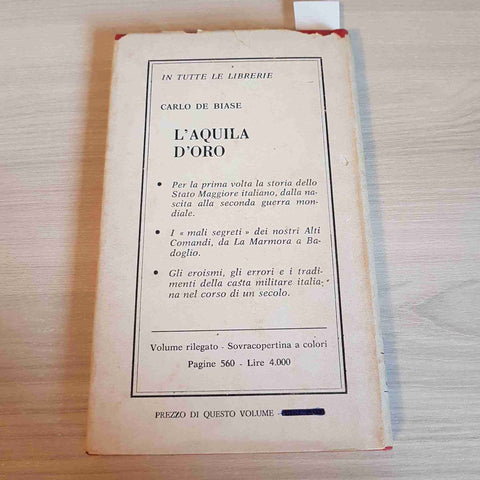 IN TUTTE LE LIBRERIE
CARLO DE BIASE
L'AQUILA
D'ORO
• Per la prima volta la storia dello
Stato Maggiore italiano, dalla na-
scita alla seconda guerra mon-
diale.
• I « mali segreti » dei nostri Alti
Comandi, da La Marmora a Ba-
doglio.
• Gli eroismi, gli errori e i tradi-
menti della casta militare italia-
na nel corso di un secolo.
Volume rilegato - Sovracopertina a colori
Pagine 560 - Lire 4.000
PREZZO DI QUESTO VOLUME -